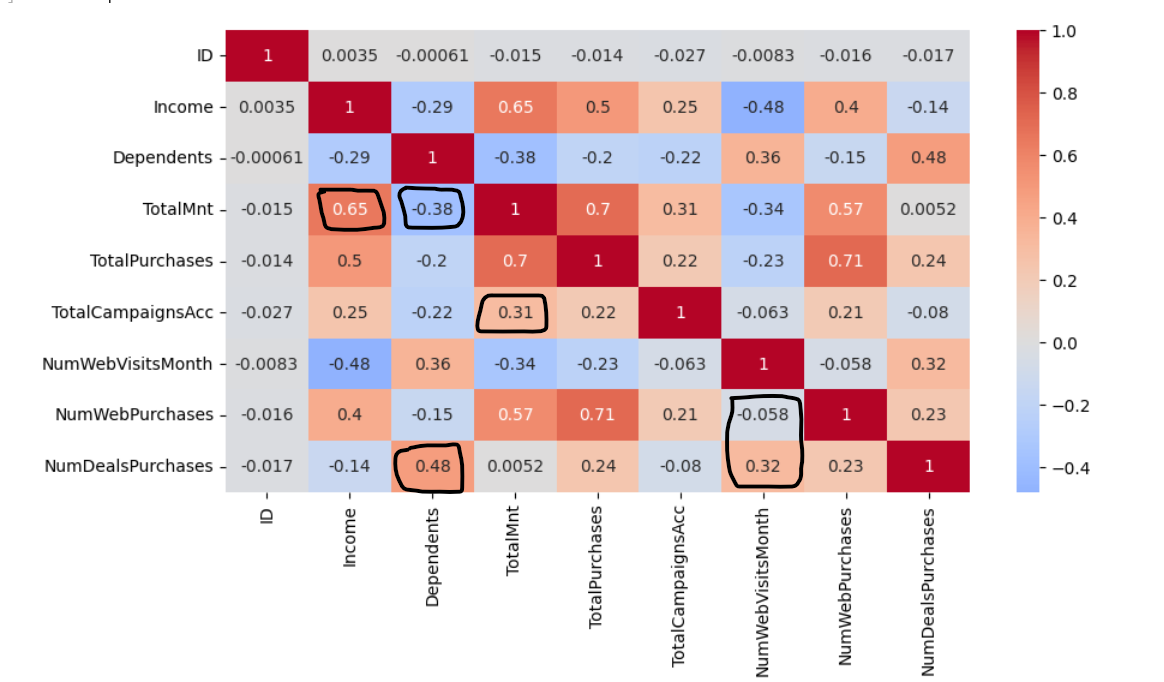 ID 1 0.0035 -0.00061 -0.015 -0.014 -0.027 -0.0083 -0.016 -0.017
Income 0.0035 1 -0.29 0.65 0.5 0.25 -0.48 0.4 -0.14
Dependents -0.00061 -0.29 1 -0.38 -0.2 -0.22 0.36 -0.15 0.48
TotalMnt -0.015 0.65 -0.38 1 0.7 0.31 -0.34 0.57 0.0052
TotalPurchases -0.014 0.5 -0.2 0.7 1 0.22 -0.23 0.71 0.24
TotalCampaignsAcc -0.027 0.25 -0.22 0.31 0.22 1 -0.063 0.21 -0.08
NumWebVisitsMonth -0.0083 -0.48 0.36 -0.34 -0.23 -0.063 1 -0.058 0.32
NumWebPurchases -0.016 0.4 -0.15 0.57 0.71 0.21 -0.058 1 0.23
NumDealsPurchases -0.017 -0.14 0.48 0.0052 0.24 -0.08 0.32 0.23 1
ID
Income
Dependents
TotalMnt
TotalPurchases
TotalCampaignsAcc
NumWebVisitsMonth
NumWebPurchases
NumDealsPurchases
1.0
0.8
0.6
0.4
0.2
0.0
−0.2
−0.4